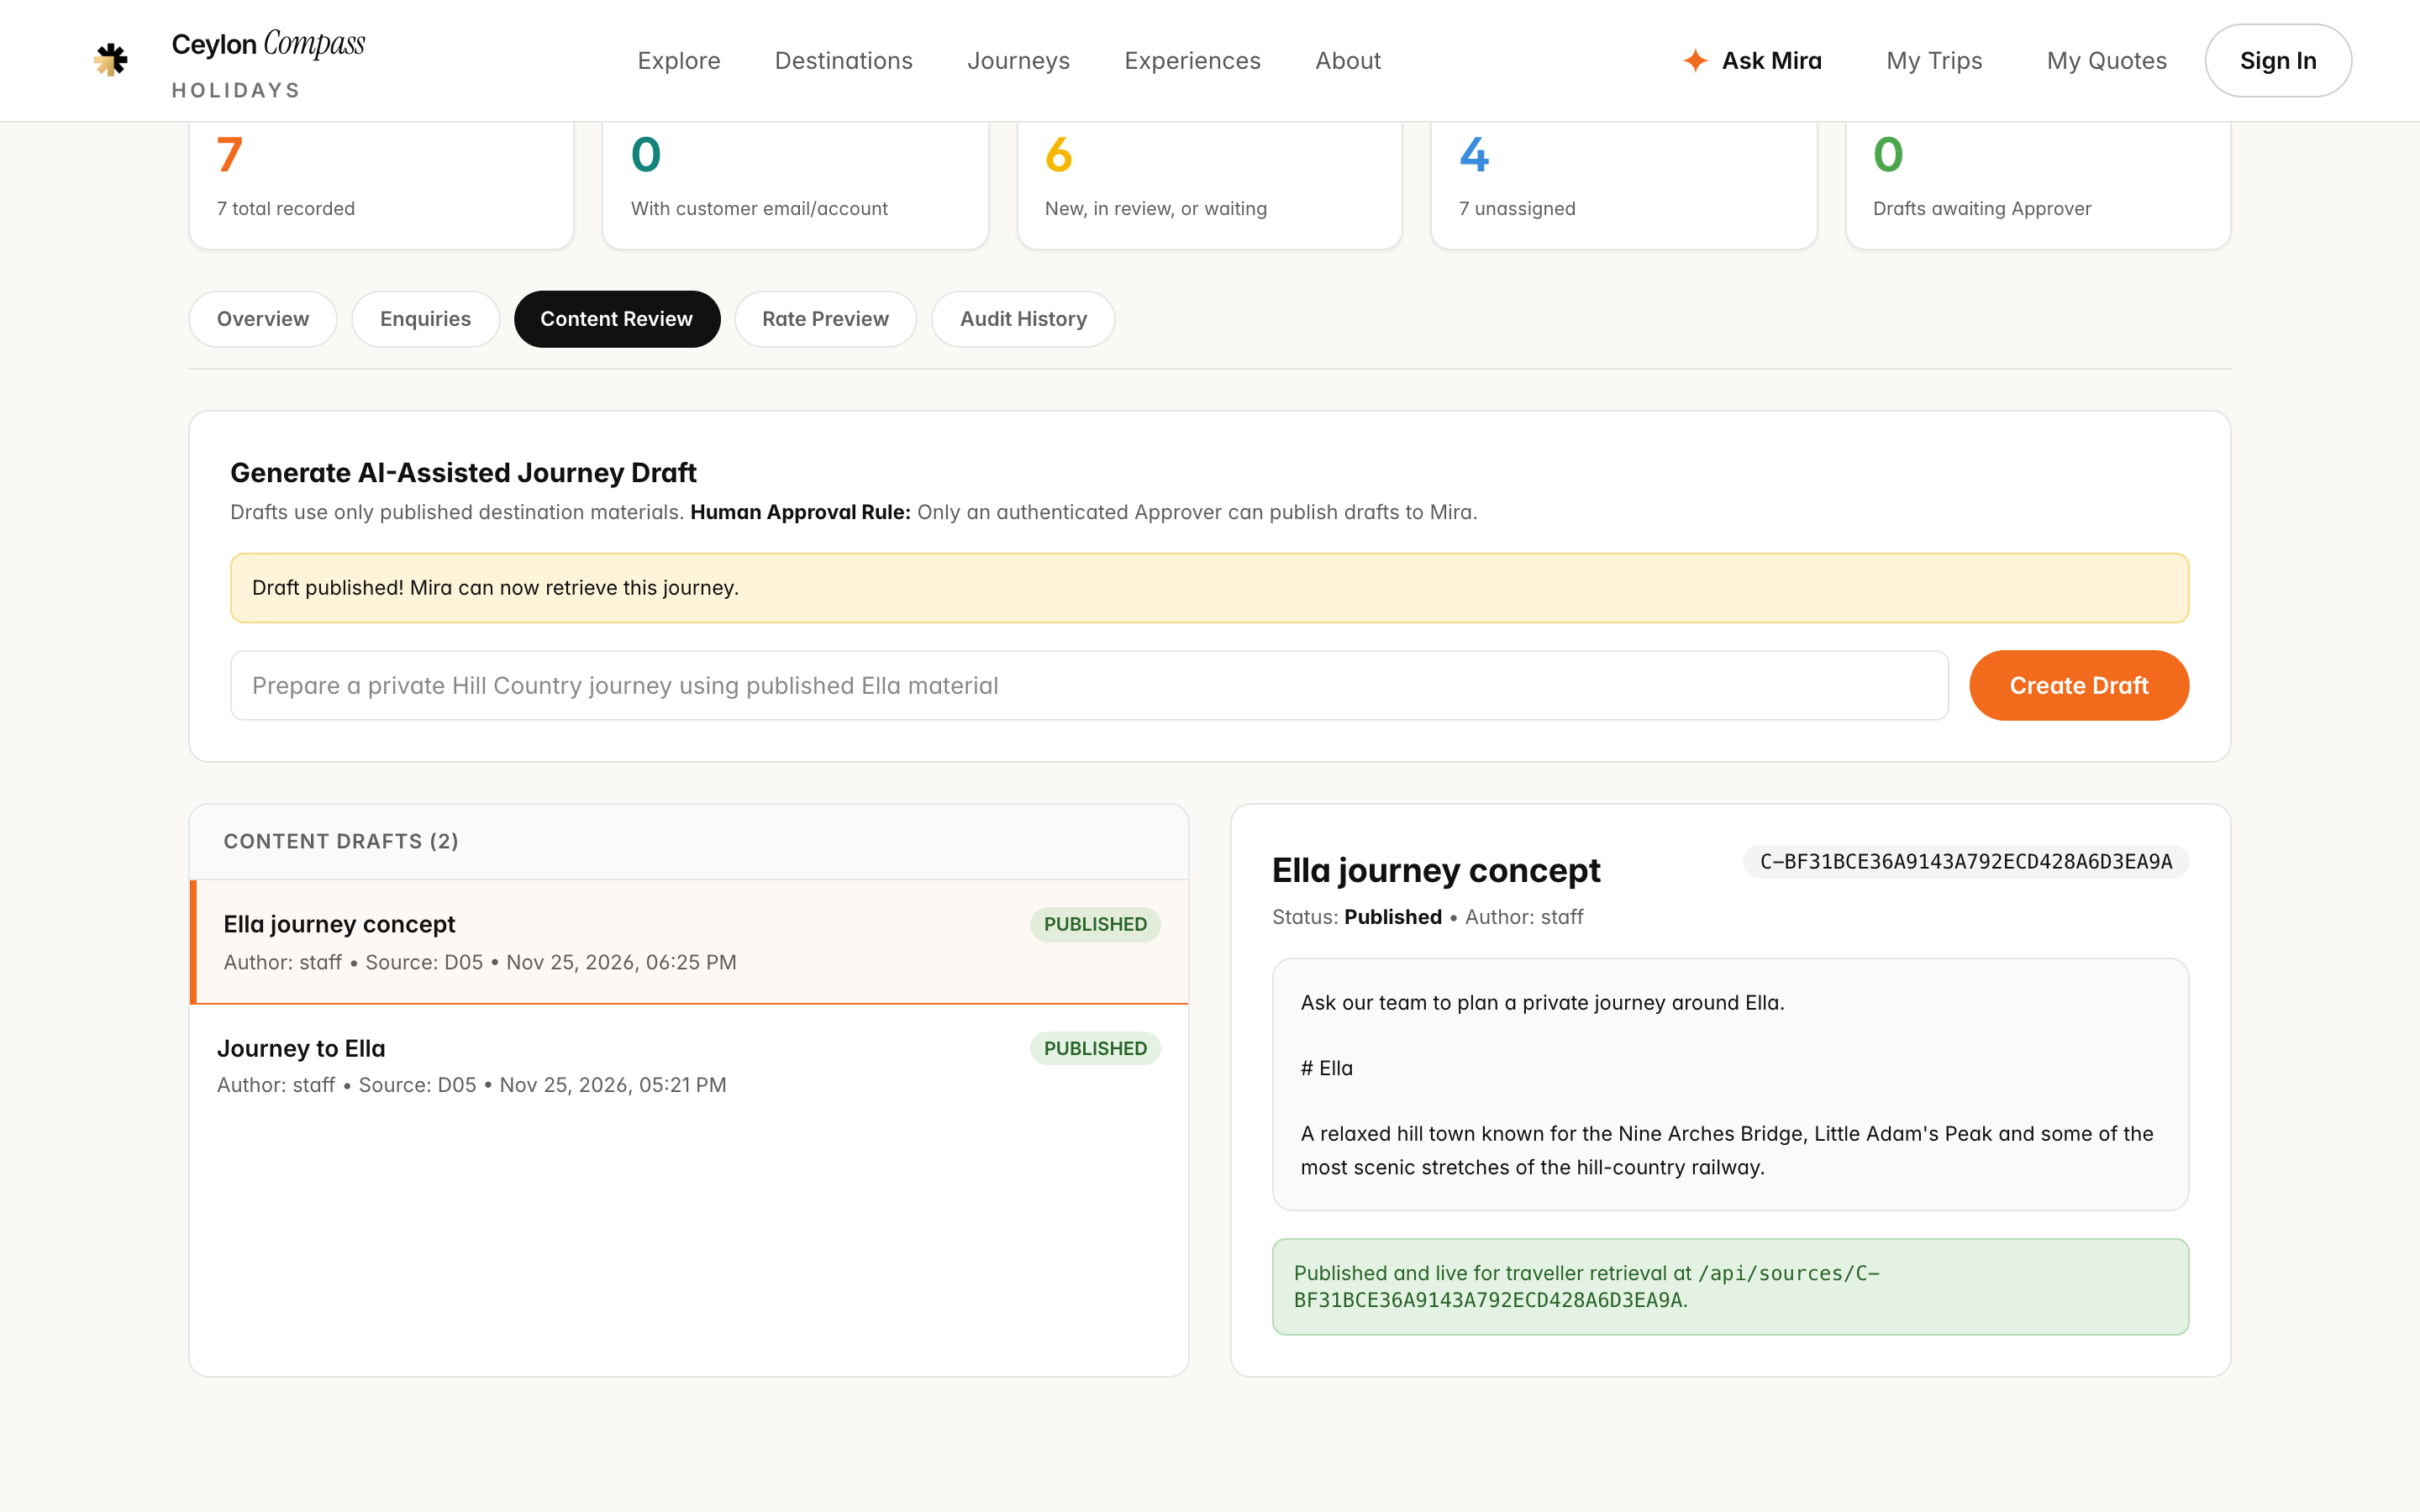 Ceylon Compass
HOLIDAYS
Explore
Destinations
Journeys
Experiences
About
Ask Mira
My Trips
My Quotes
Sign In
7
7 total recorded
0
With customer email/account
6
New, in review, or waiting
4
7 unassigned
0
Drafts awaiting Approver
Overview
Enquiries
Content Review
Rate Preview
Audit History
Generate AI-Assisted Journey Draft
Drafts use only published destination materials. Human Approval Rule: Only an authenticated Approver can publish drafts to Mira.
Draft published! Mira can now retrieve this journey.
Prepare a private Hill Country journey using published Ella material
Create Draft
CONTENT DRAFTS (2)
Ella journey concept
PUBLISHED
Author: staff • Source: D05 • Nov 25, 2026, 06:25 PM
Journey to Ella
PUBLISHED
Author: staff • Source: D05 • Nov 25, 2026, 05:21 PM
Ella journey concept
C-BF31BCE36A9143A792ECD428A6D3EA9A
Status: Published • Author: staff
Ask our team to plan a private journey around Ella.
# Ella
A relaxed hill town known for the Nine Arches Bridge, Little Adam's Peak and some of the
most scenic stretches of the hill-country railway.
Published and live for traveller retrieval at /api/sources/C-
BF31BCE36A9143A792ECD428A6D3EA9A.